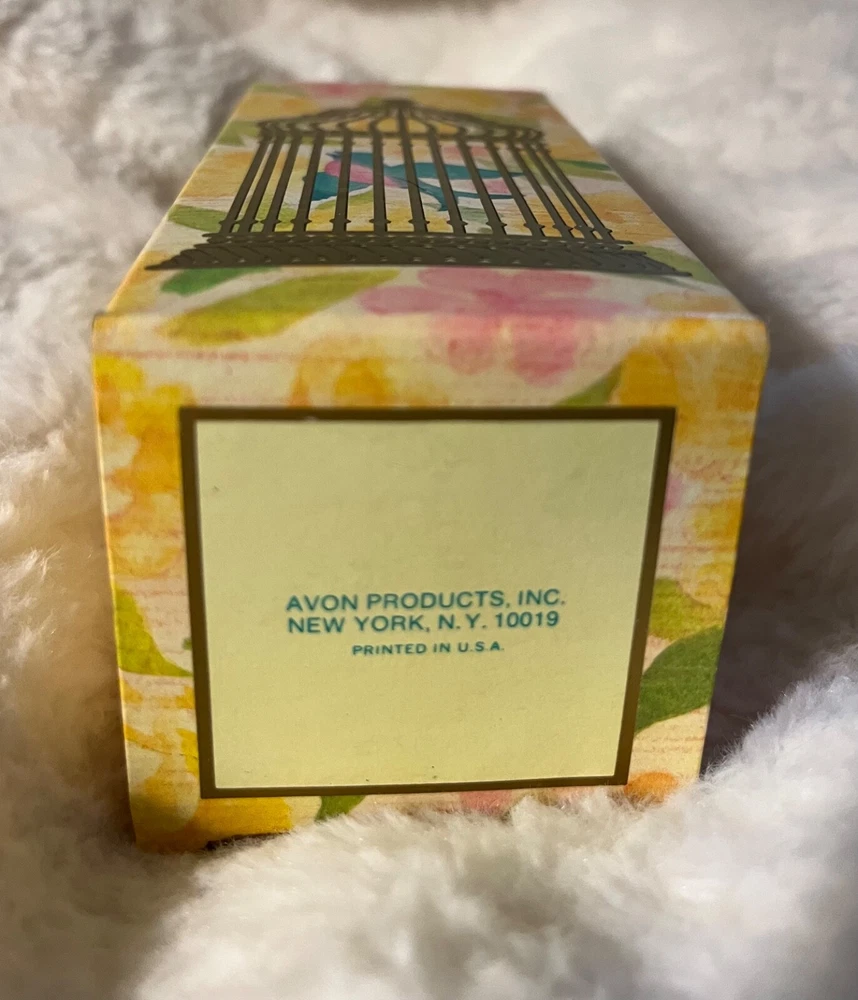 AVON PRODUCTS, INC.
NEW YORK, N.Y. 10019
PRINTED IN U.S.A.